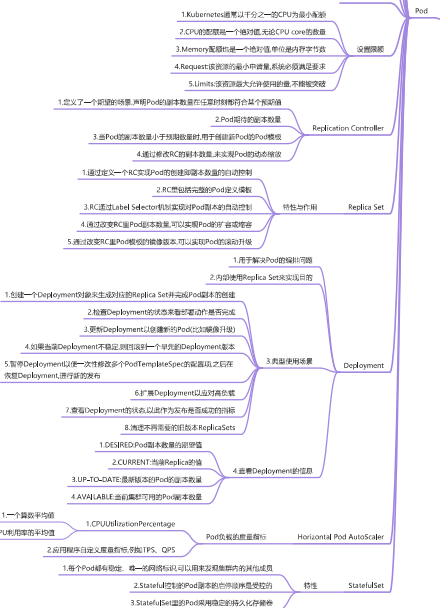 Pod
1.Kubernetes通常以千分之一的CPU为最小配额
2.CPU的配额是一个绝对值,无论CPU core的数量
3.Memory配额也是一个绝对值,单位是内存字节数
设置限额
4.Request:该资源的最小申请量,系统必须满足要求
5.Limits:该资源最大允许使用的量,不能被突破
1.定义了一个期望的场景,声明Pod的副本数量在任意时刻都符合某个预期值
2.Pod期待的副本数量
Replication Controller
3.当Pod的副本数量小于预期数量时,用于创建新Pod的Pod模板
4.通过修改RC的副本数量,来实现Pod的动态缩放
1.通过定义一个RC实现Pod的创建即副本数量的自动控制
2.RC里包括完整的Pod定义模板
3.RC通过Label Selector机制实现对Pod副本的自动控制
特性与作用
Replica Set
4.通过改变RC里Pod副本数量,可以实现Pod的扩容或缩容
5.通过改变RC里Pod模板的镜像版本,可以实现Pod的滚动升级
1.用于解决Pod的编排问题
2.内部使用Replica Set来实现目的
1.创建一个Deployment对象来生成对应的Replica Set并完成Pod副本的创建
2.检查Deployment的状态来看部署动作是否完成
3.更新Deployment以创建新的Pod(比如镜像升级)
4.如果当前Deployment不稳定,则回滚到一个早先的Deployment版本
3.典型使用场景
Deployment
5.暂停Deployment以便一次性修改多个PodTemplateSpec的配置项,之后在
恢复Deployment,进行新的发布
6.扩展Deployment以应对高负载
7.查看Deployment的状态,以此作为发布是否成功的指标
8.清理不再需要的旧版本ReplicaSets
1.DESIRED:Pod副本数量的期望值
2.CURRENT:当前Replica的值
4.查看Deployment的信息
3.UP-TO-DATE:最新版本的Pod的副本数量
4.AVAILABLE:当前集群可用的Pod副本数量
1.一个算数平均值
1.CPUUtilizationPercentage
PU利用率的平均值
Pod负载的度量指标
Horizontal Pod AutoScaler
2.应用程序自定义度量指标,例如TPS、QPS
1.每个Pod都有稳定、唯一的网络标识,可以用来发现集群内的其他成员
2.Stateful控制的Pod副本的启停顺序是受控的
特性
StatefulSet
3.StatefulSet里的Pod采用稳定的持久化存储卷